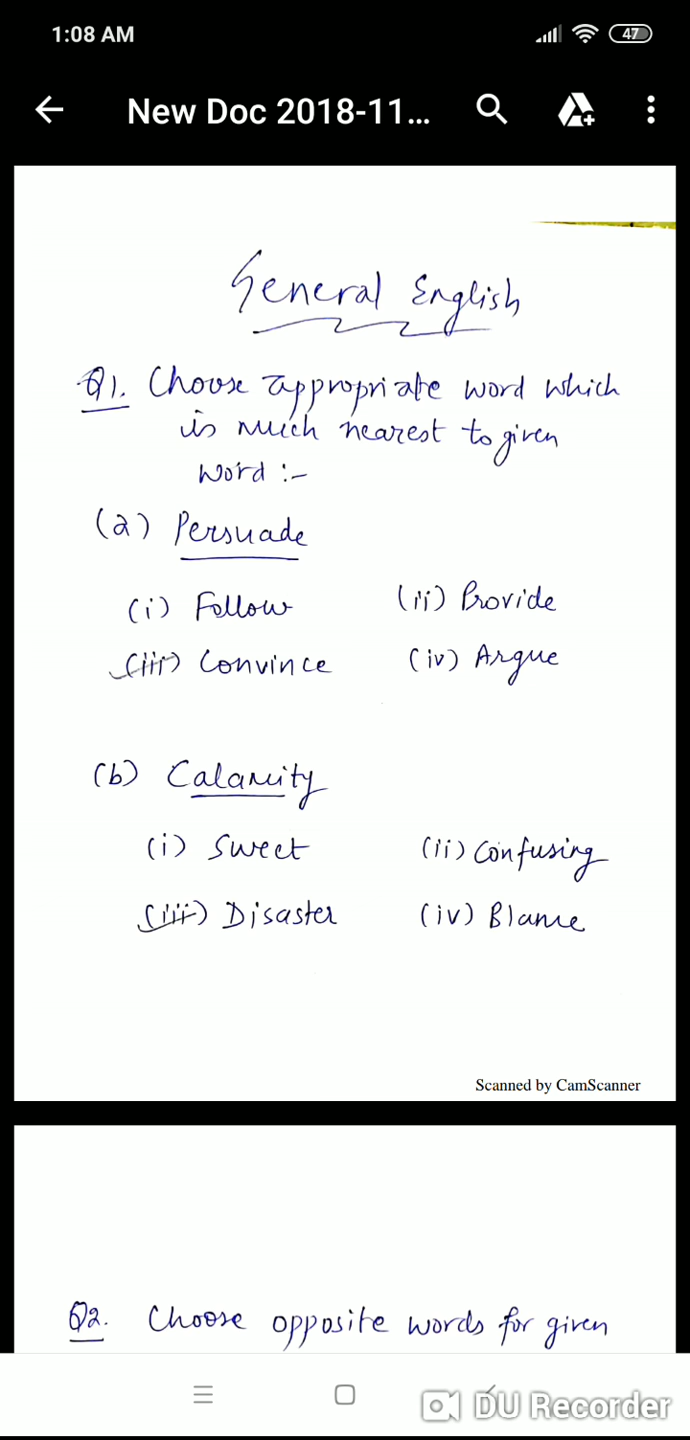 1:08 AM 47
New Doc 2018-11...
General English
Q1. Choose appropriate word which
is much nearest to given
word :-
(a) Persuade
(i) Follow (ii) Provide
(iii) Convince (iv) Argue
(b) Calamity
(i) Sweet (ii) Confusing
(iii) Disaster (iv) Blame
Scanned by CamScanner
Q2. Choose opposite words for given
DU Recorder